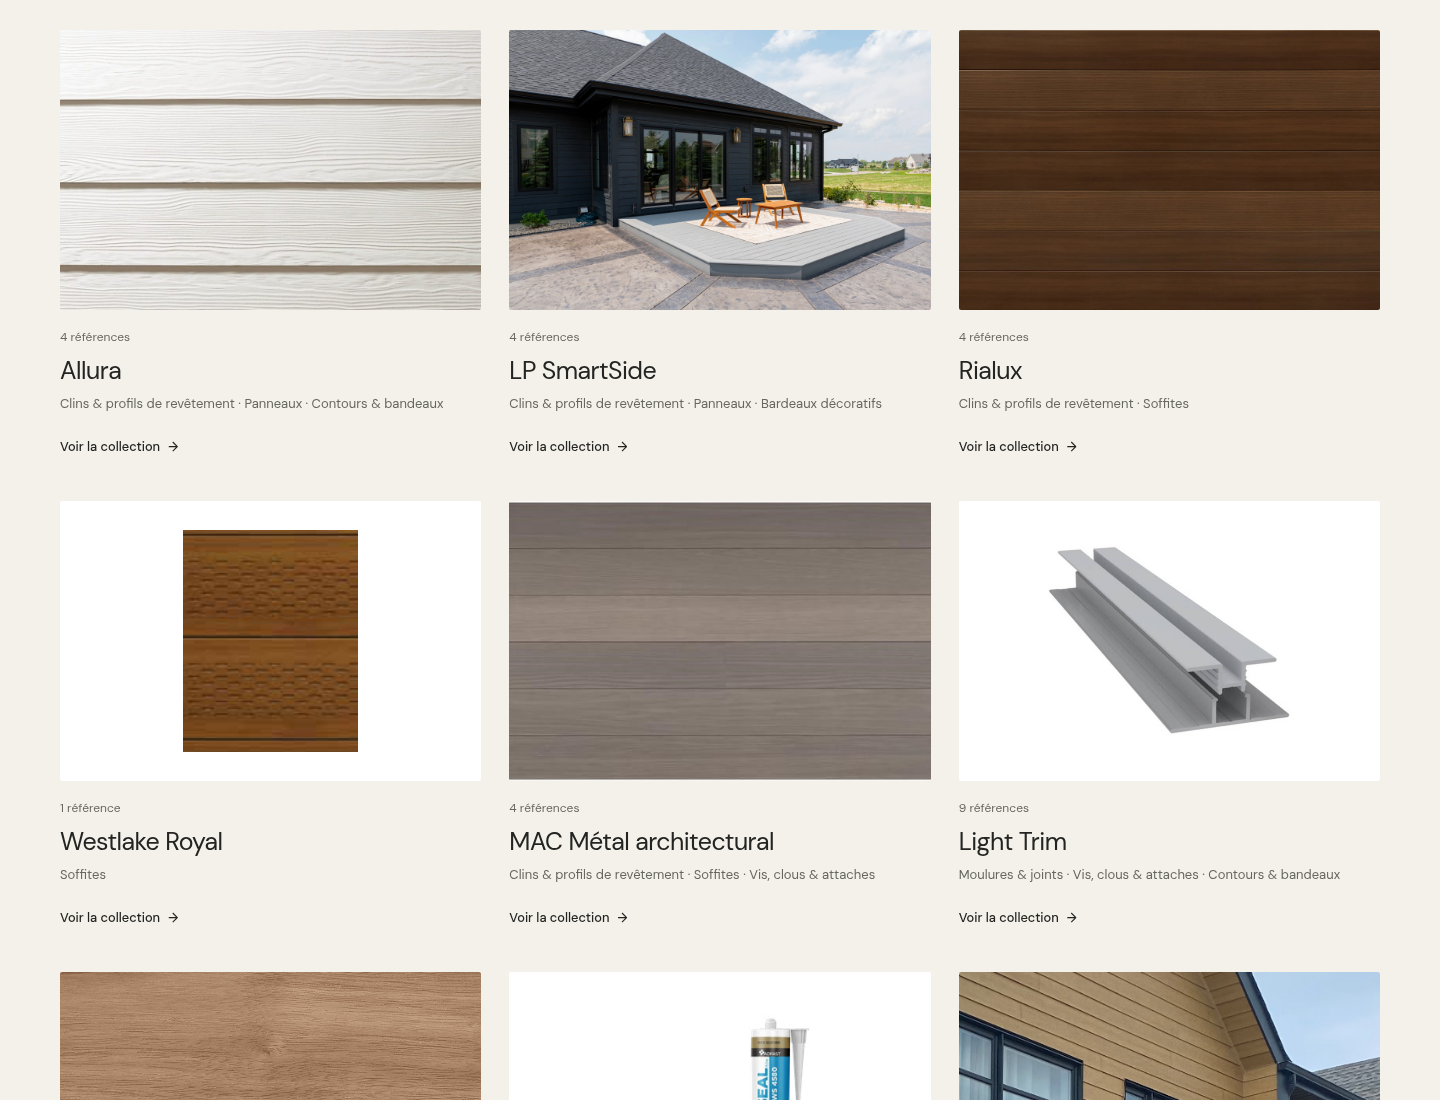 4 références
Allura
Clins & profils de revêtement · Panneaux · Contours & bandeaux
Voir la collection →
4 références
LP SmartSide
Clins & profils de revêtement · Panneaux · Bardeaux décoratifs
Voir la collection →
4 références
Rialux
Clins & profils de revêtement · Soffites
Voir la collection →
1 référence
Westlake Royal
Soffites
Voir la collection →
4 références
MAC Métal architectural
Clins & profils de revêtement · Soffites · Vis, clous & attaches
Voir la collection →
9 références
Light Trim
Moulures & joints · Vis, clous & attaches · Contours & bandeaux
Voir la collection →
4580